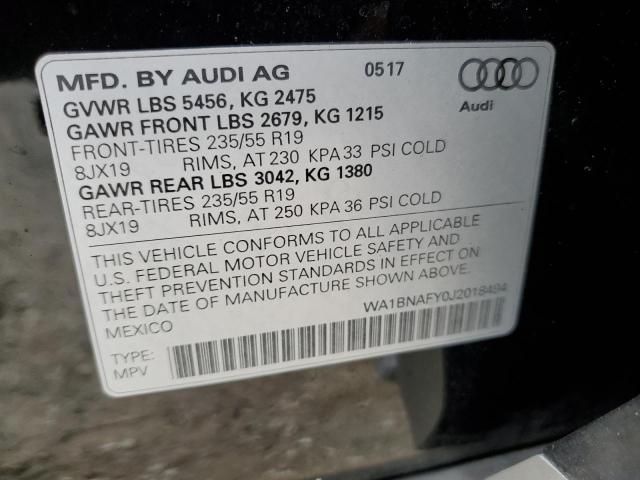 MFD. BY AUDI AG 0517
GVWR LBS 5456, KG 2475
Audi
GAWR FRONT LBS 2679, KG 1215
FRONT-TIRES 235/55 R19
8JX19 RIMS, AT 230 KPA 33 PSI COLD
GAWR REAR LBS 3042, KG 1380
REAR-TIRES 235/55 R19
8JX19 RIMS, AT 250 KPA 36 PSI COLD
THIS VEHICLE CONFORMS TO ALL APPLICABLE
U.S. FEDERAL MOTOR VEHICLE SAFETY AND
THEFT PREVENTION STANDARDS IN EFFECT ON
THE DATE OF MANUFACTURE SHOWN ABOVE.
MEXICO WA1BNAFY0J2018494
TYPE:
MPV